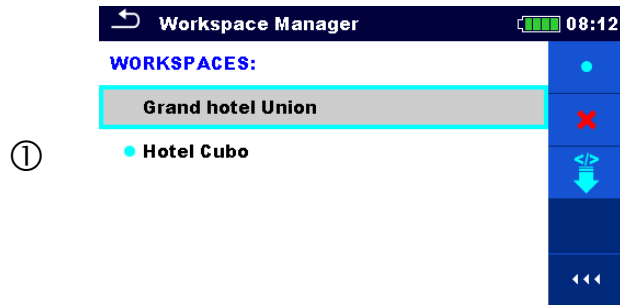 Workspace Manager 08:12
WORKSPACES:
Grand hotel Union
① Hotel Cubo
</>